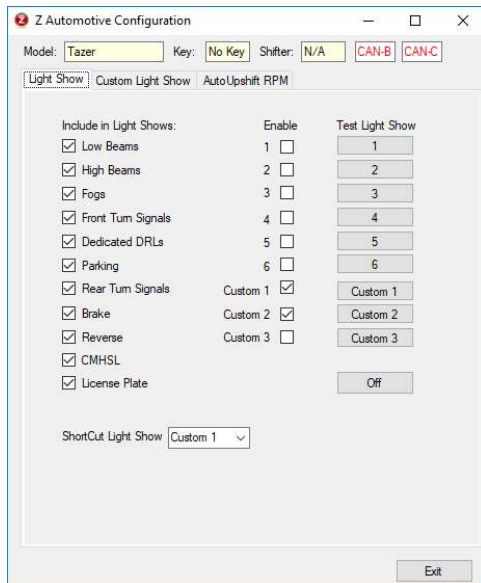 Z Automotive Configuration
Model: Tazer Key: No Key Shifter: N/A CAN-B CAN-C
Light Show Custom Light Show AutoUpshift RPM
Include in Light Shows: Enable Test Light Show
Low Beams 1 1
High Beams 2 2
Fogs 3 3
Front Turn Signals 4 4
Dedicated DRLs 5 5
Parking 6 6
Rear Turn Signals Custom 1 Custom 1
Brake Custom 2 Custom 2
Reverse Custom 3 Custom 3
CMHSL
License Plate Off
ShortCut Light Show Custom 1
Exit